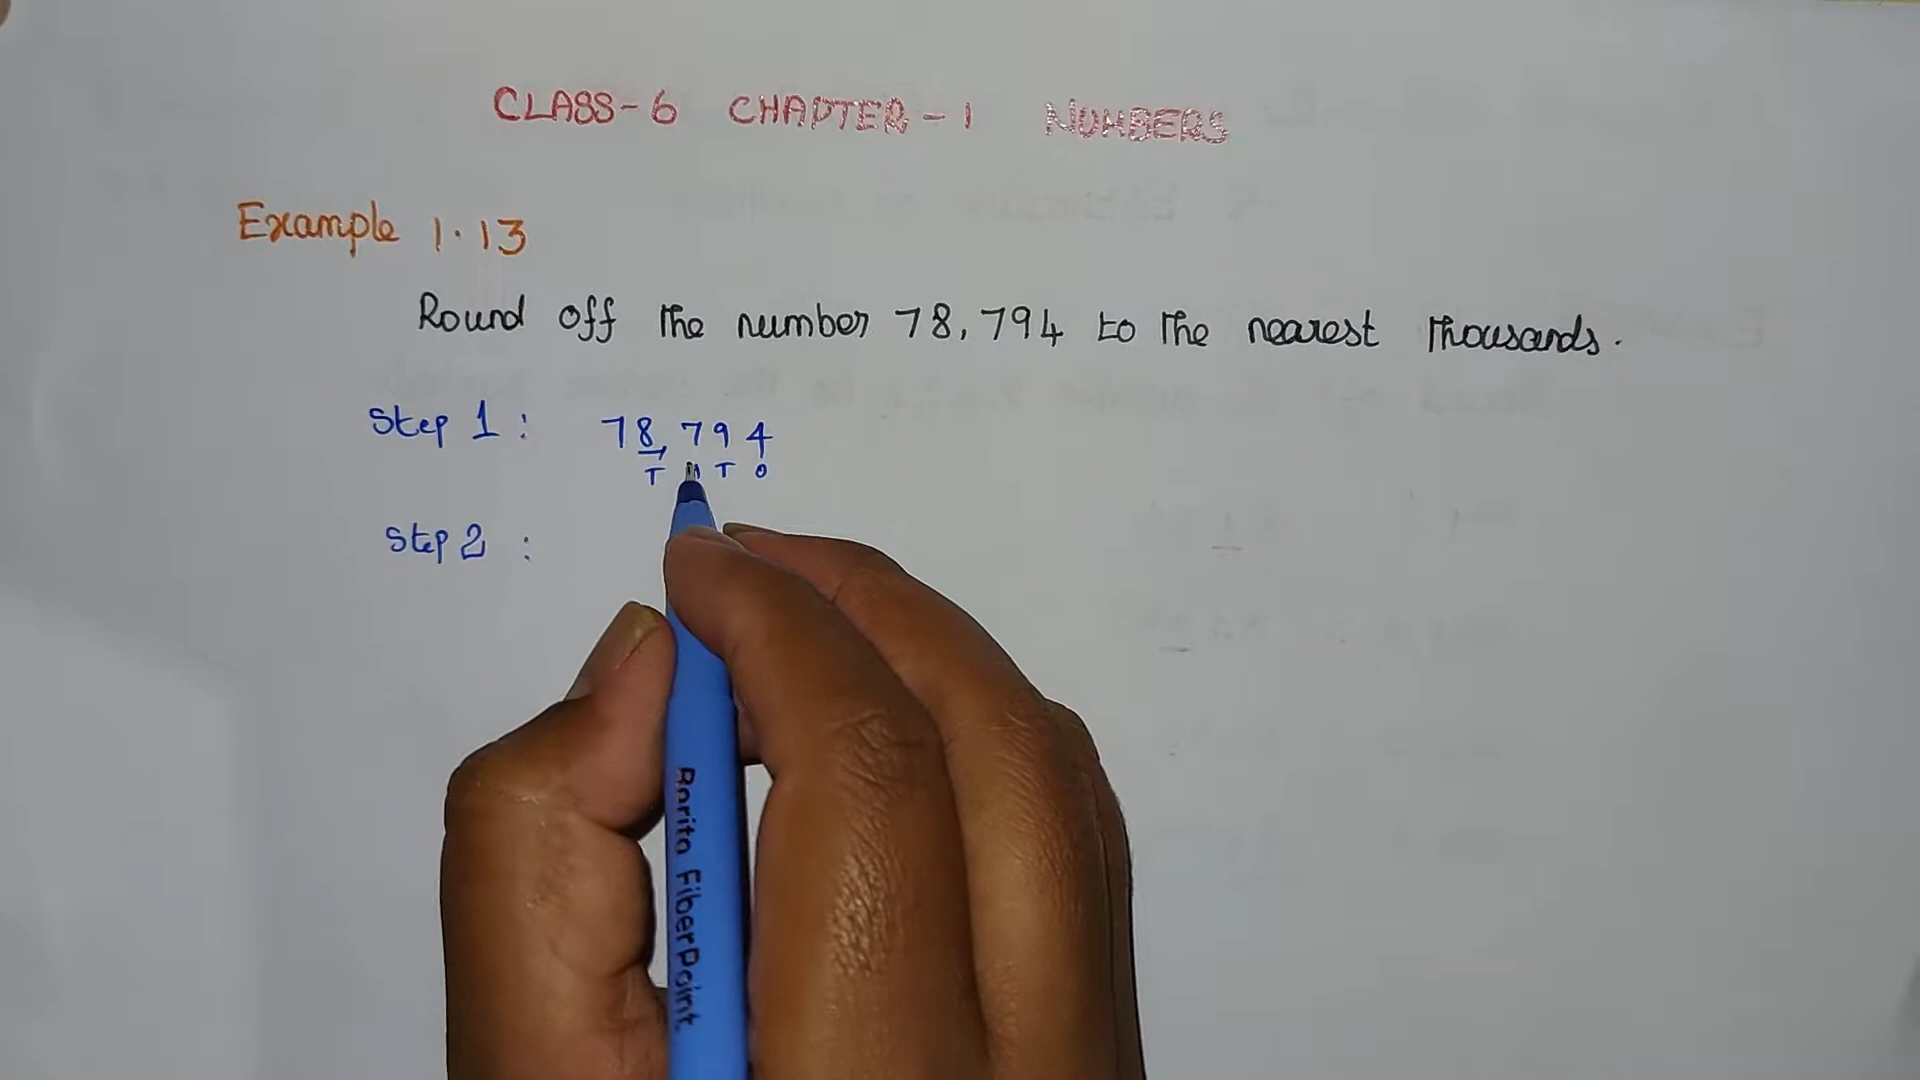 CLASS-6 CHAPTER-1 NUMBERS
Example 1.13
Round off the number 78,794 to the nearest thousands.
Step 1 : 78,794
T H T O
Step 2 :
Rorito FiberPoint